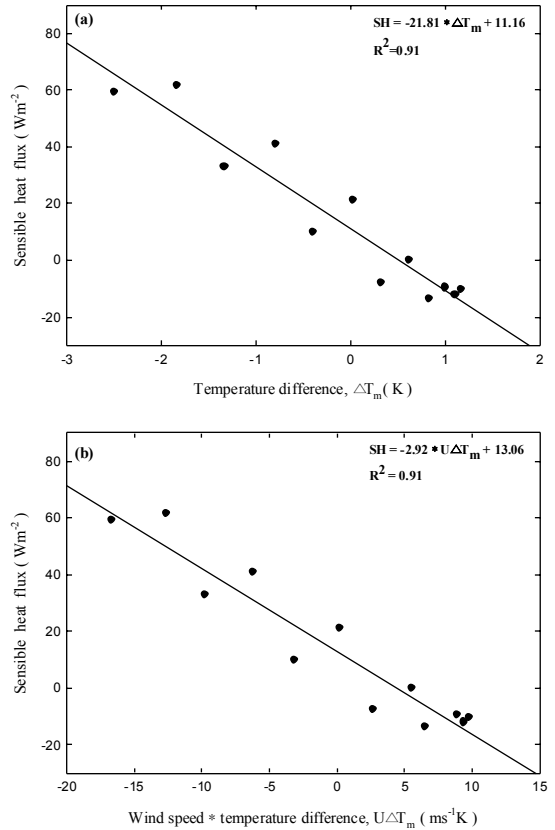 (a)
SH = -21.81 * △Tm + 11.16
R²=0.91
80
60
40
20
0
-20
Sensible heat flux ( Wm⁻²)
-3 -2 -1 0 1 2
Temperature difference, △Tm ( K )
(b)
SH = -2.92 * U△Tm + 13.06
R² = 0.91
80
60
40
20
0
-20
Sensible heat flux ( Wm⁻²)
-20 -15 -10 -5 0 5 10 15
Wind speed * temperature difference, U△Tm ( ms⁻¹K )